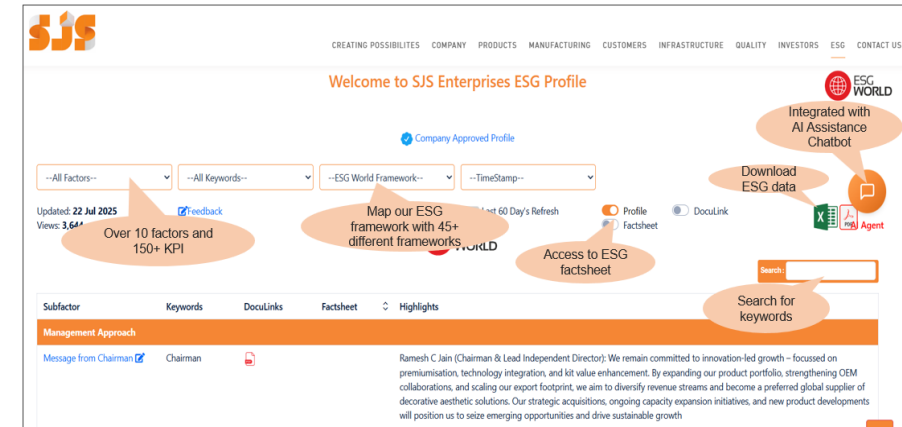 SJS
CREATING POSSIBILITES COMPANY PRODUCTS MANUFACTURING CUSTOMERS INFRASTRUCTURE QUALITY INVESTORS ESG CONTACT US
Welcome to SJS Enterprises ESG Profile
ESG
WORLD
Integrated with
AI Assistance
Chatbot
Company Approved Profile
--All Factors--
--All Keywords--
--ESG World Framework--
--TimeStamp--
Download
ESG data
Updated: 22 Jul 2025
Feedback
Last 60 Day's Refresh
Profile
DocuLink
Views: 3,644
Factsheet
Agent
Over 10 factors and
150+ KPI
Map our ESG
framework with 45+
different frameworks
WORLD
Access to ESG
factsheet
Search:
Search for
keywords
Subfactor Keywords DocuLinks Factsheet Highlights
Management Approach
Message from Chairman Chairman Ramesh C Jain (Chairman & Lead Independent Director): We remain committed to innovation-led growth – focussed on
premiumisation, technology integration, and kit value enhancement. By expanding our product portfolio, strengthening OEM
collaborations, and scaling our export footprint, we aim to diversify revenue streams and become a preferred global supplier of
decorative aesthetic solutions. Our strategic acquisitions, ongoing capacity expansion initiatives, and new product developments
will position us to seize emerging opportunities and drive sustainable growth